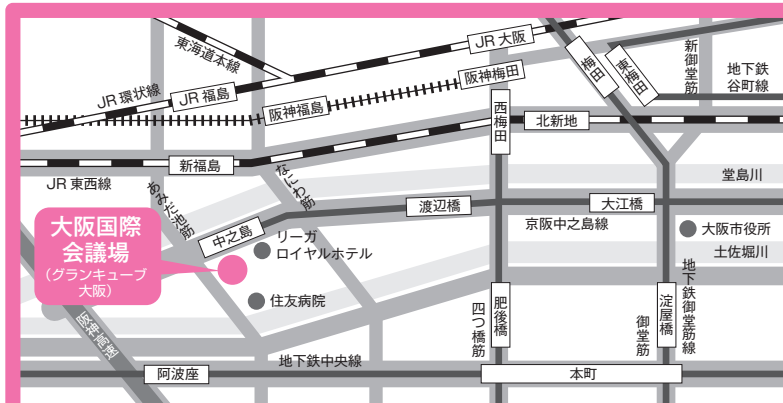 東海道本線
JR大阪
梅田
東梅田
新御堂筋
地下鉄
谷町線
JR環状線
JR福島
阪神福島
阪神梅田
西梅田
北新地
新福島
JR東西線
あみだ池筋
なにわ筋
堂島川
大阪国際
会議場
(グランキューブ
大阪)
中之島
渡辺橋
大江橋
京阪中之島線
リーガ
ロイヤルホテル
大阪市役所
土佐堀川
住友病院
阪神高速
四つ橋筋
肥後橋
御堂筋
淀屋橋
地下鉄御堂筋線
地下鉄中央線
阿波座
本町